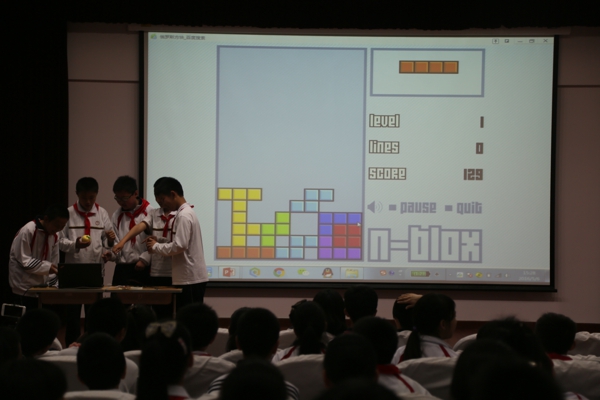 level 1
lines 0
score 129
= pause = quit
n-blox